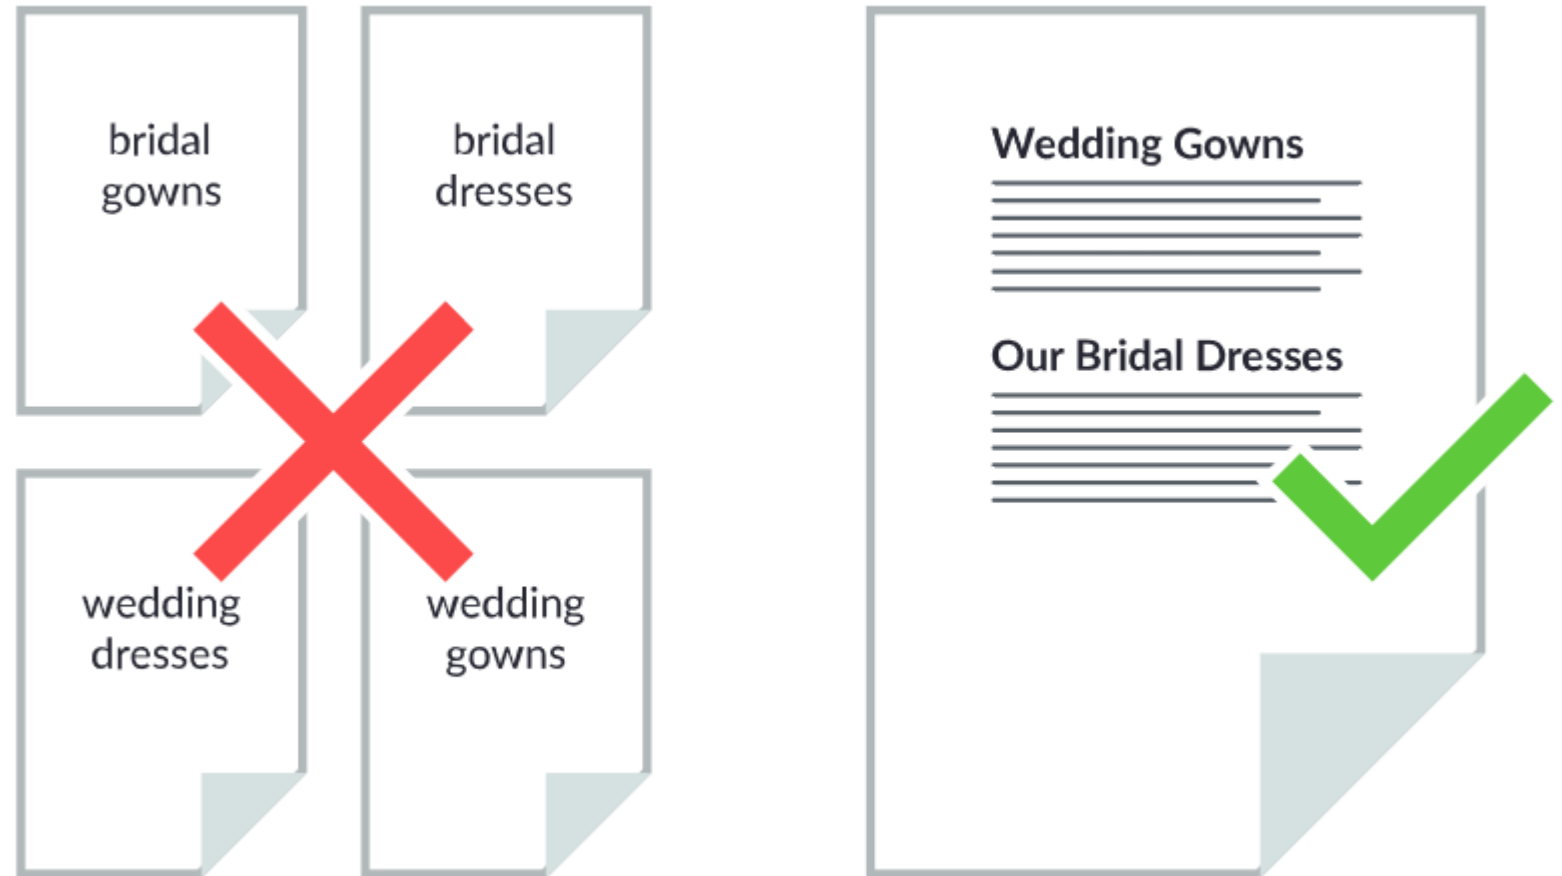 bridal
gowns
bridal
dresses
wedding
dresses
wedding
gowns
Wedding Gowns
Our Bridal Dresses